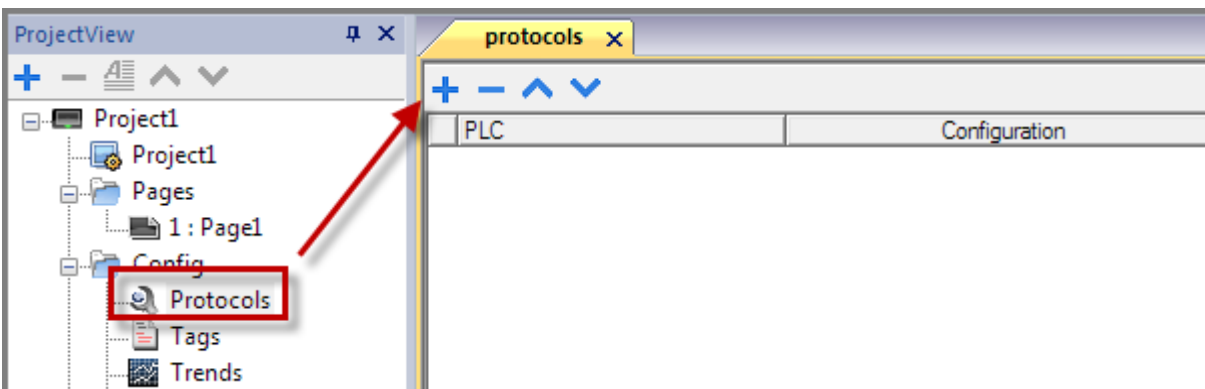 ProjectView
protocols
PLC
Configuration
Project1
Project1
Pages
1 : Page1
Config
Protocols
Tags
Trends